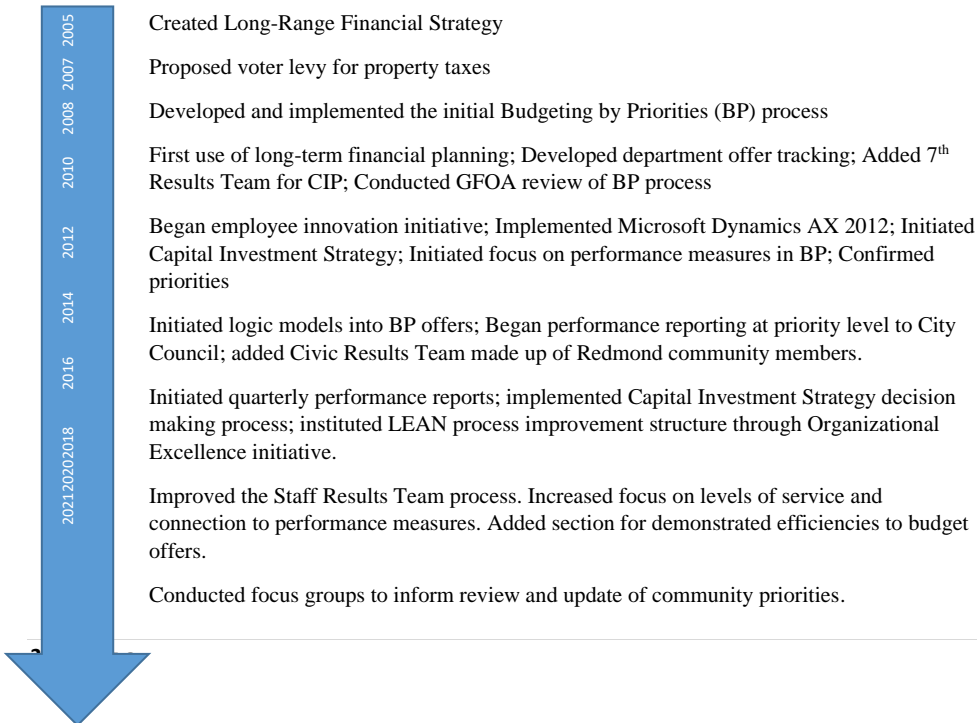 2005
Created Long-Range Financial Strategy
2007
Proposed voter levy for property taxes
2008
Developed and implemented the initial Budgeting by Priorities (BP) process
2010
First use of long-term financial planning; Developed department offer tracking; Added 7th
Results Team for CIP; Conducted GFOA review of BP process
2012
Began employee innovation initiative; Implemented Microsoft Dynamics AX 2012; Initiated
Capital Investment Strategy; Initiated focus on performance measures in BP; Confirmed
priorities
2014
Initiated logic models into BP offers; Began performance reporting at priority level to City
Council; added Civic Results Team made up of Redmond community members.
2016
Initiated quarterly performance reports; implemented Capital Investment Strategy decision
making process; instituted LEAN process improvement structure through Organizational
Excellence initiative.
202120202018
Improved the Staff Results Team process. Increased focus on levels of service and
connection to performance measures. Added section for demonstrated efficiencies to budget
offers.
Conducted focus groups to inform review and update of community priorities.